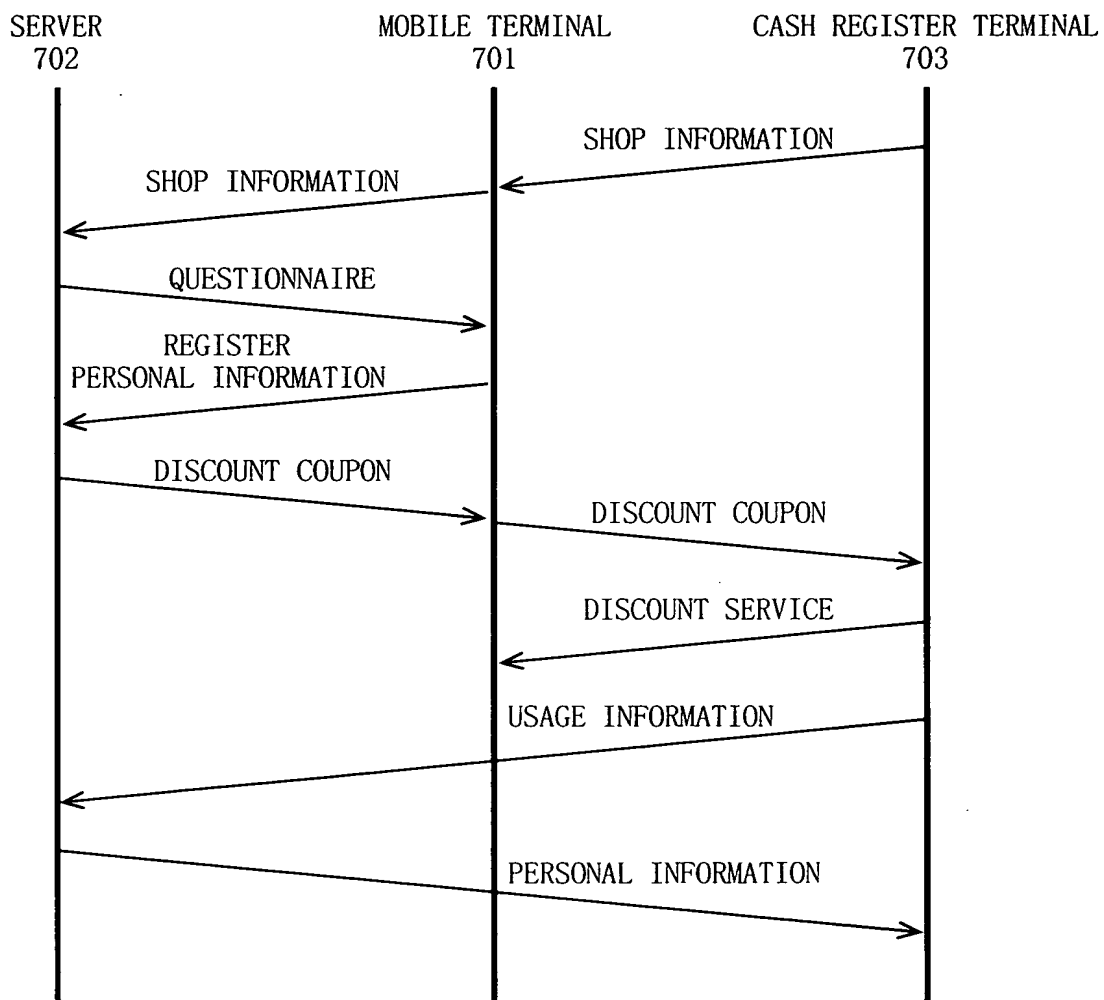 SERVER
702
MOBILE TERMINAL
701
CASH REGISTER TERMINAL
703
SHOP INFORMATION
SHOP INFORMATION
QUESTIONNAIRE
REGISTER
PERSONAL INFORMATION
DISCOUNT COUPON
DISCOUNT COUPON
DISCOUNT SERVICE
USAGE INFORMATION
PERSONAL INFORMATION